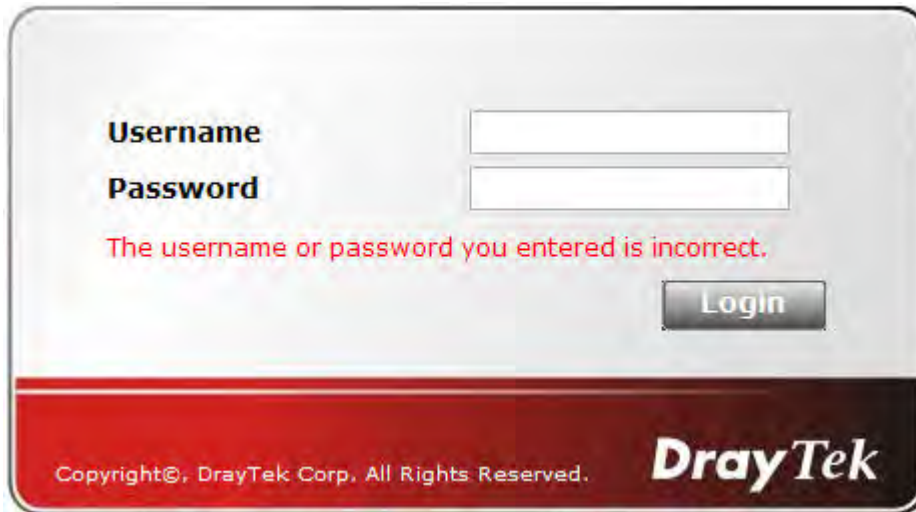 Username
Password
The username or password you entered is incorrect.
Login
Copyright©, DrayTek Corp. All Rights Reserved.
DrayTek